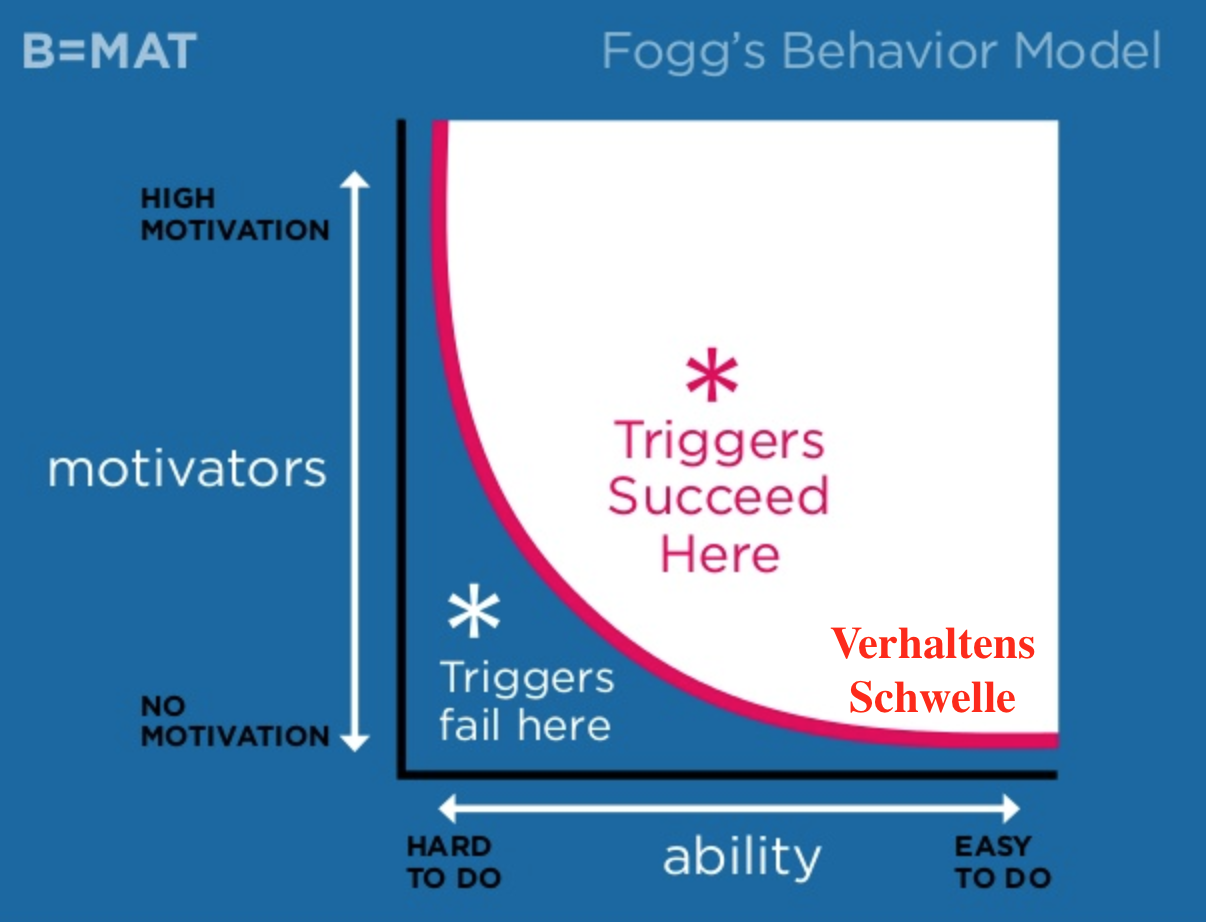 B=MAT
Fogg's Behavior Model
HIGH
MOTIVATION
motivators
NO
MOTIVATION
*
Triggers
Succeed
Here
*
Triggers
fail here
Verhaltens
Schwelle
HARD
TO DO
ability
EASY
TO DO